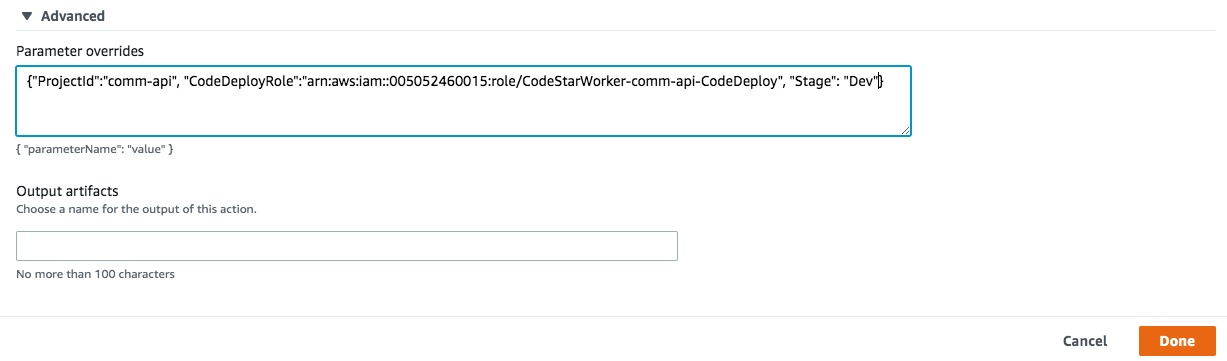 Advanced
Parameter overrides
{"ProjectId":"comm-api", "CodeDeployRole":"arn:aws:iam::005052460015:role/CodeStarWorker-comm-api-CodeDeploy", "Stage": "Dev"}
{ "parameterName": "value" }
Output artifacts
Choose a name for the output of this action.
No more than 100 characters
Cancel Done